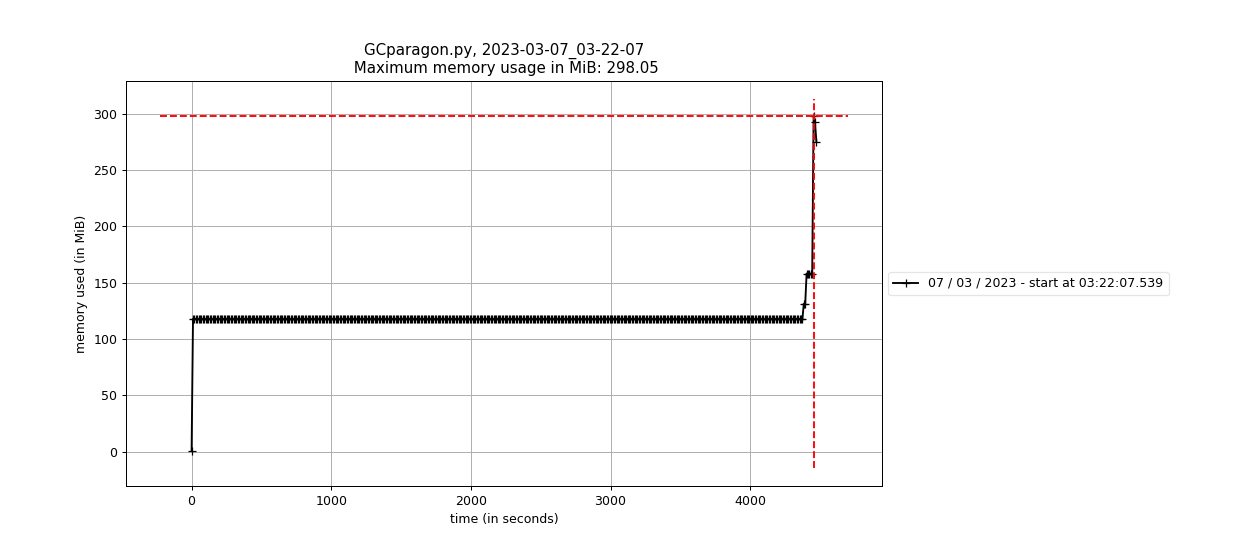 GCparagon.py, 2023-03-07_03-22-07
Maximum memory usage in MiB: 298.05
300
250
200
150
100
50
0
memory used (in MiB)
0 1000 2000 3000 4000
time (in seconds)
07 / 03 / 2023 - start at 03:22:07.539